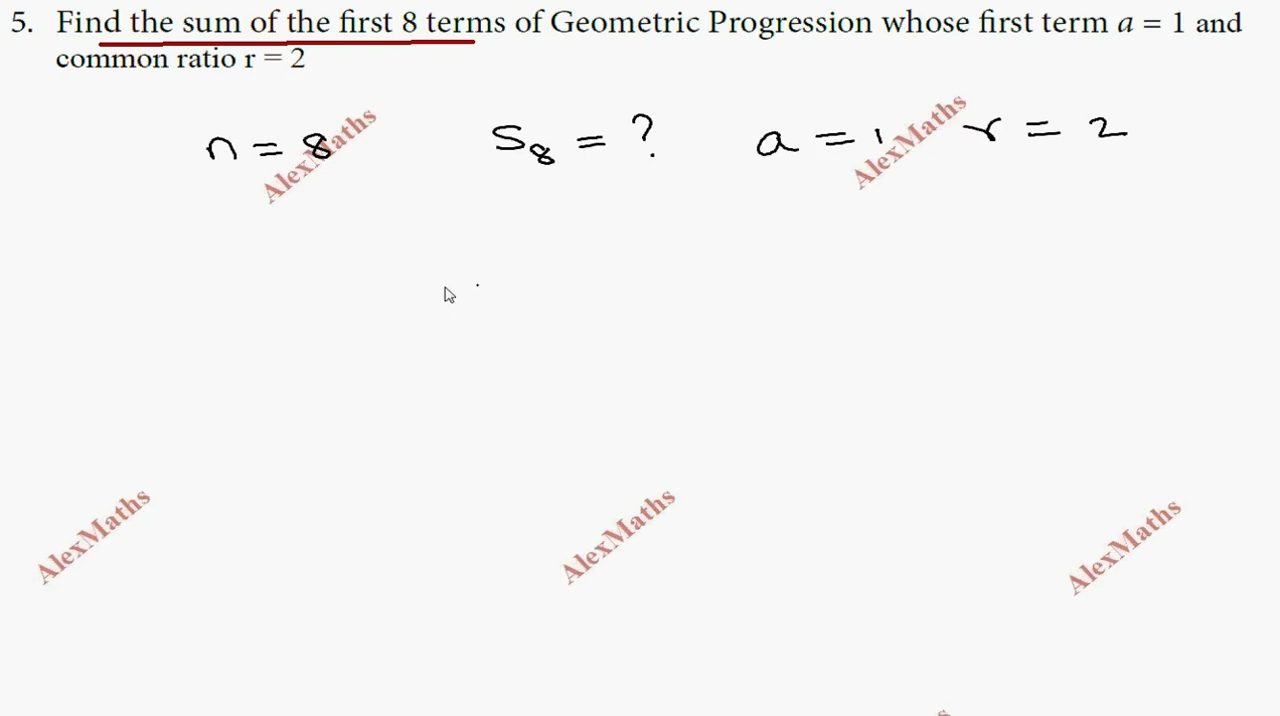 5. Find the sum of the first 8 terms of Geometric Progression whose first term a = 1 and
common ratio r = 2
n = 8 S₈ = ? a = 1 r = 2
AlexMaths AlexMaths
AlexMaths AlexMaths AlexMaths